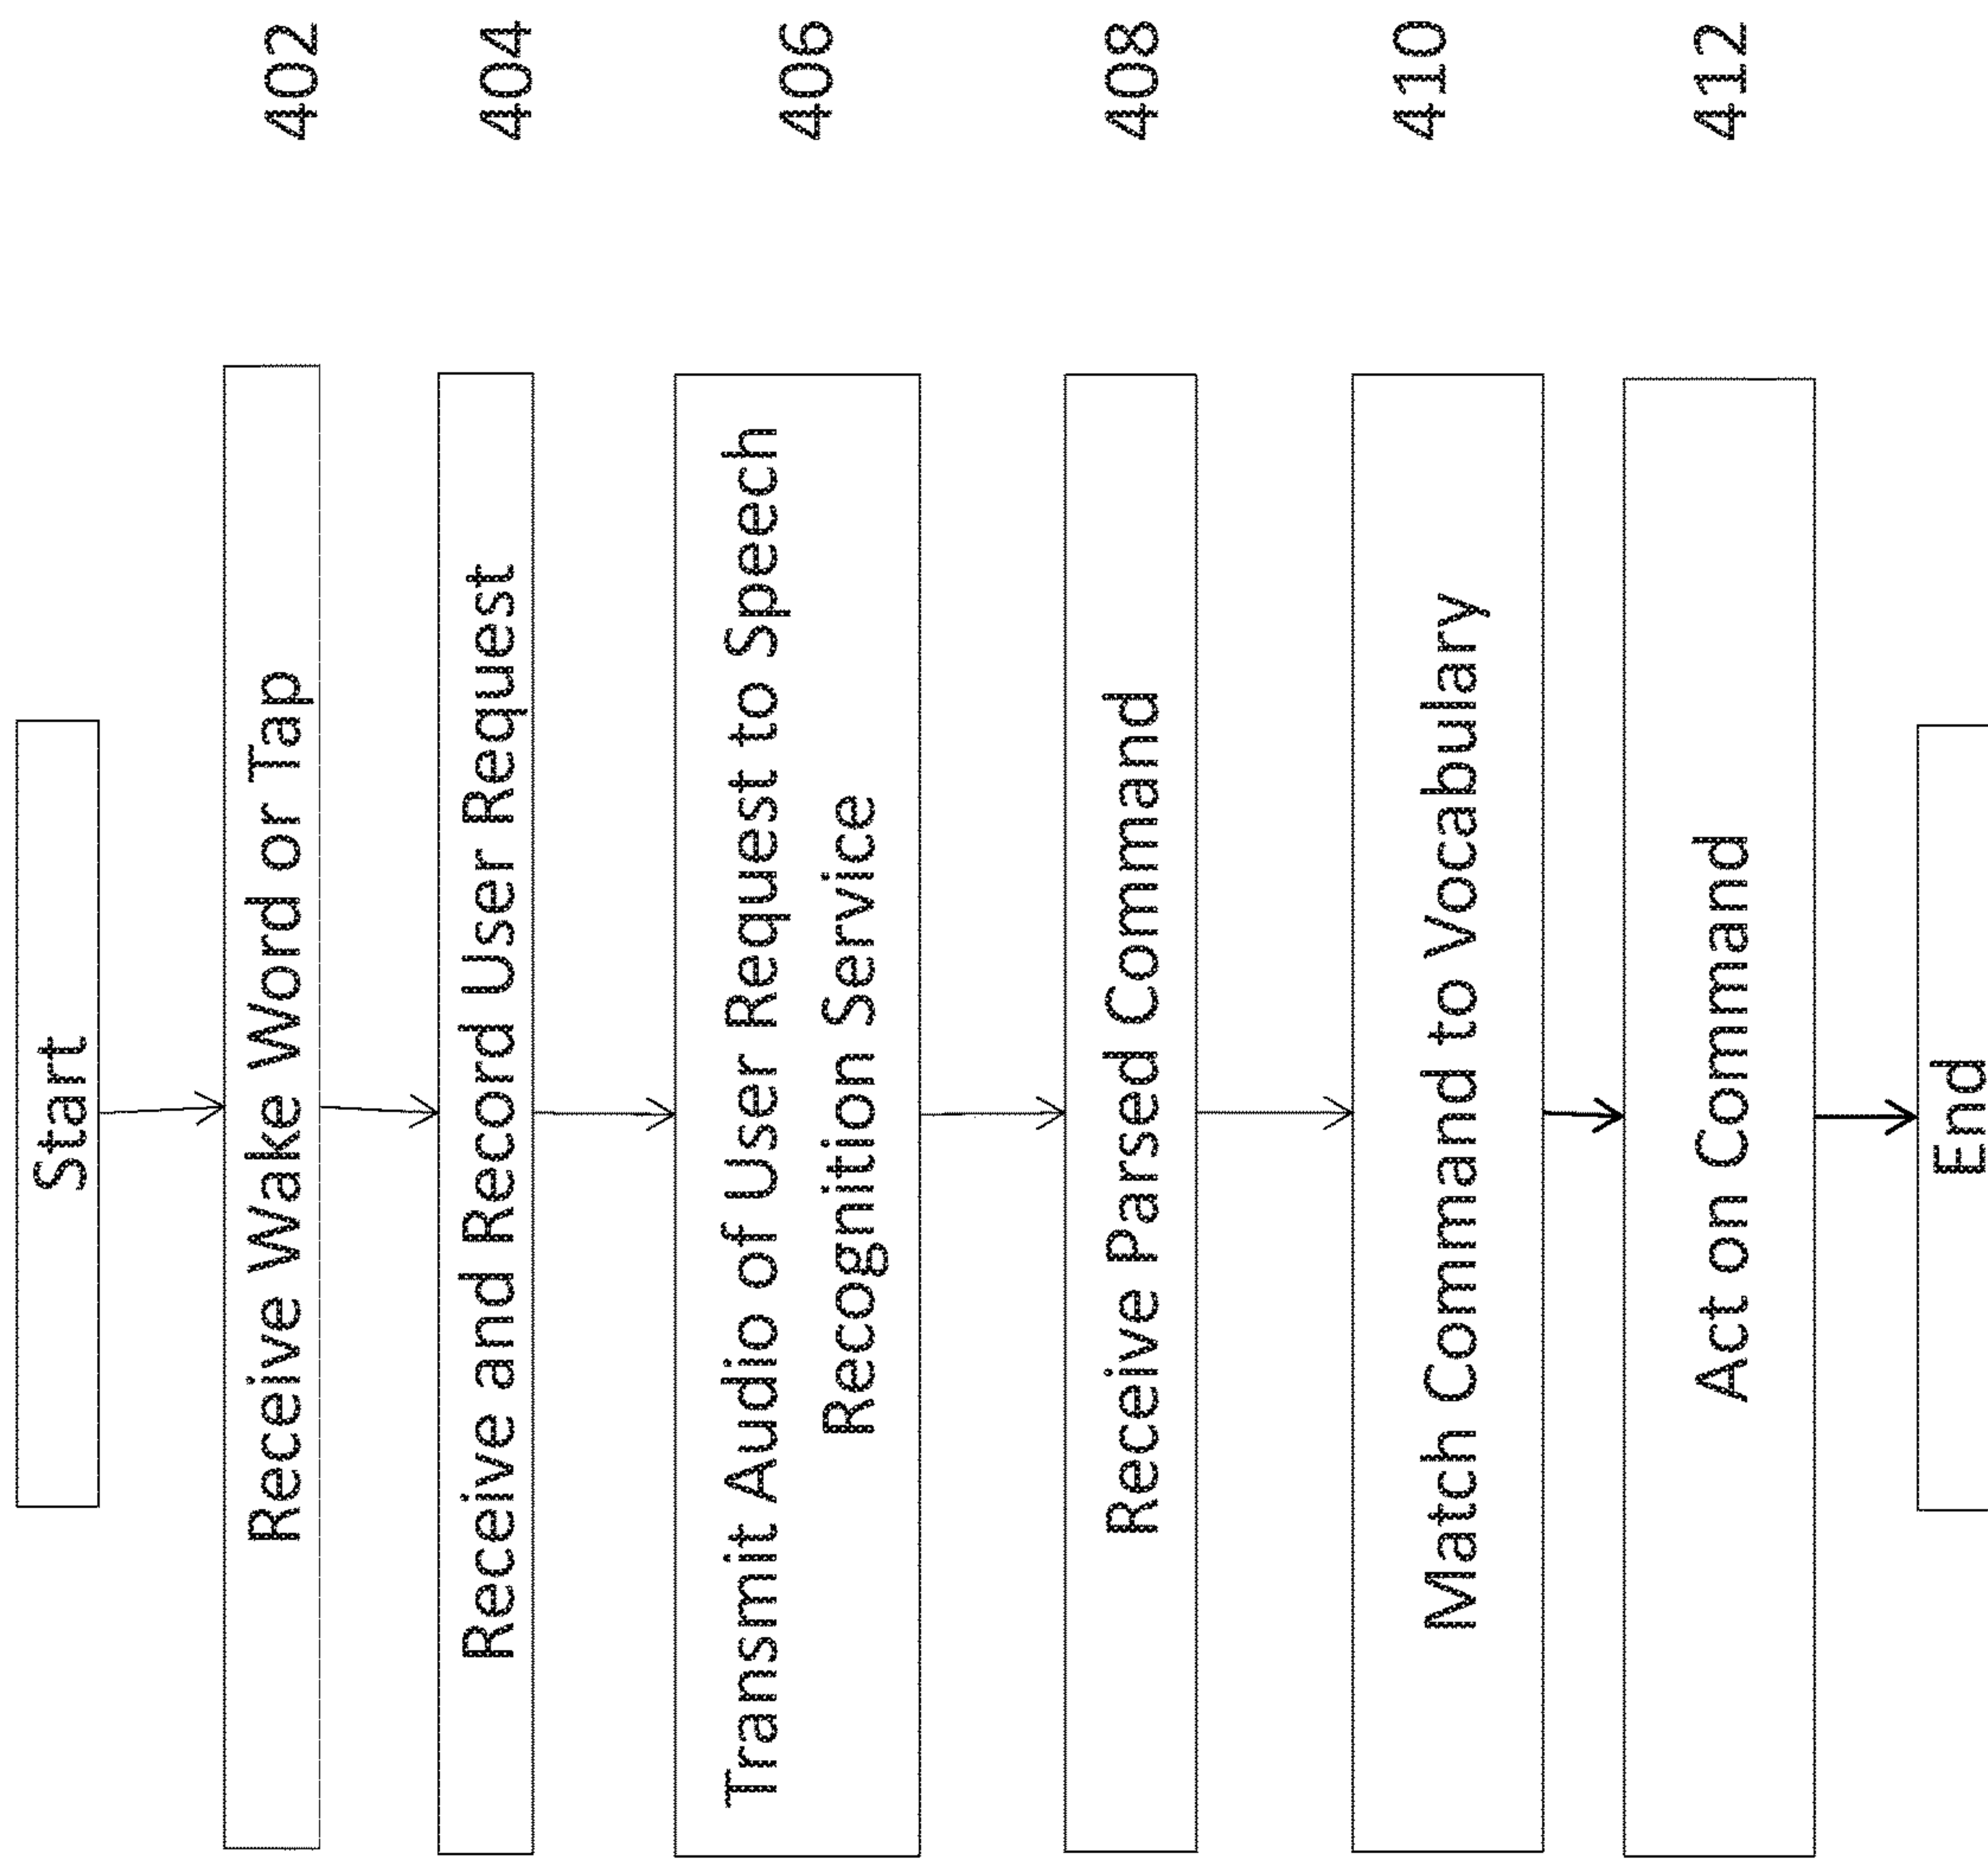 Start
Receive Wake Word or Tap
402
Receive and Record User Request
404
Transmit Audio of User Request to Speech
Recognition Service
406
Receive Parsed Command
408
Match Command to Vocabulary
410
Act on Command
412
End